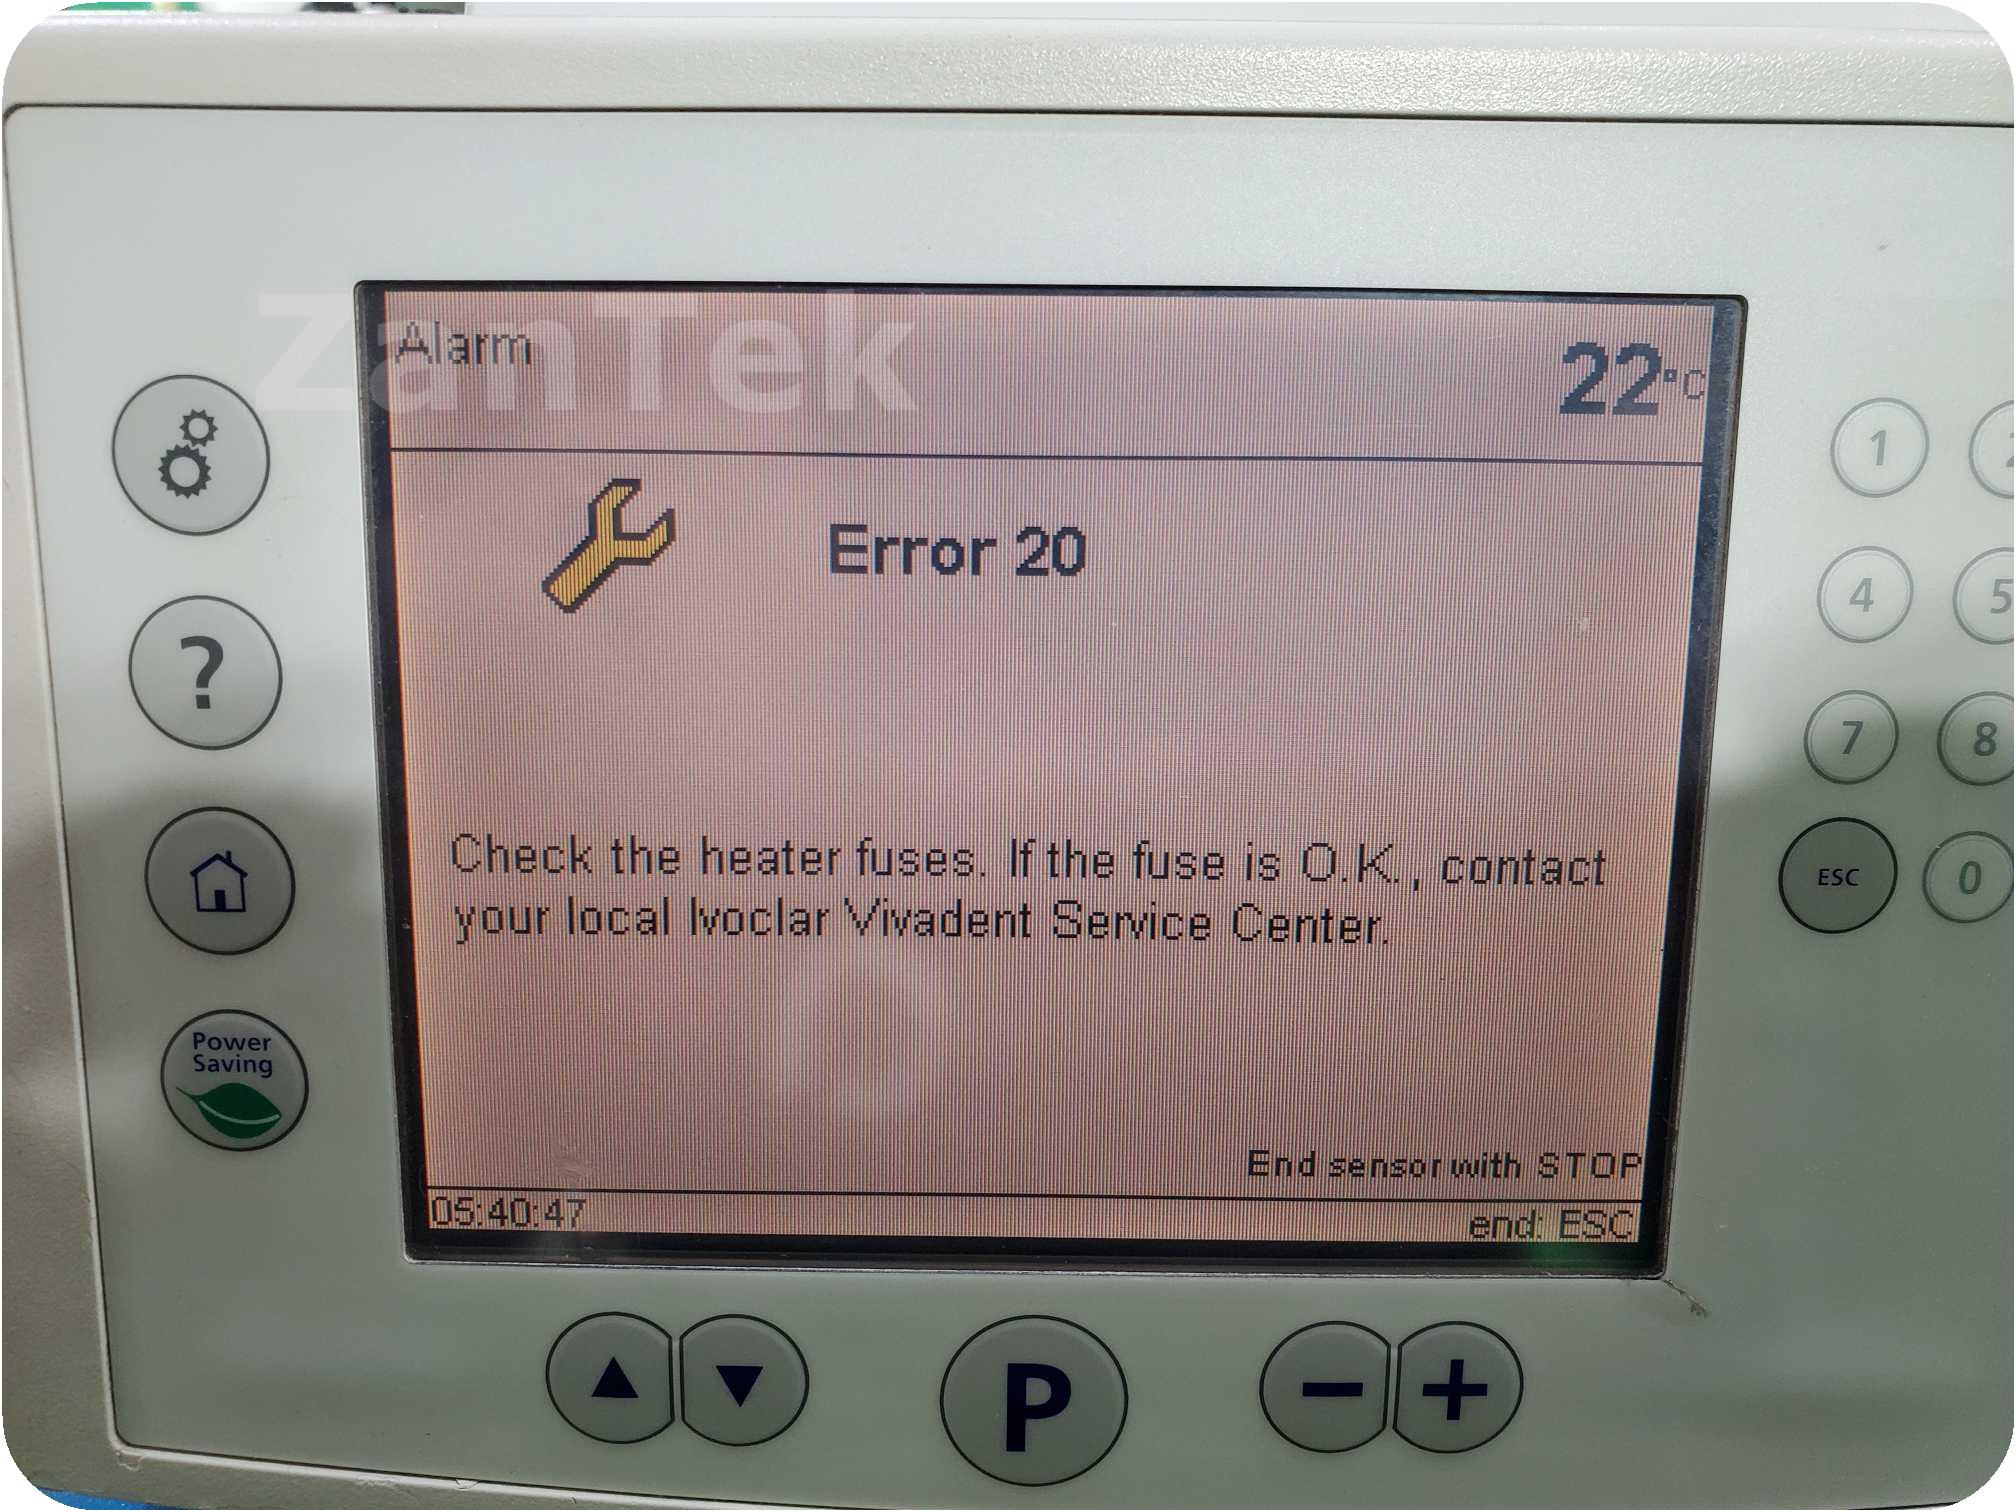 ZanTek
Alarm
22°C
Error 20
Check the heater fuses. If the fuse is O.K., contact
your local Ivoclar Vivadent Service Center.
End sensor with STOP
05:40:47
end: ESC
?
Power
Saving
P
1
4
5
7
8
ESC
0